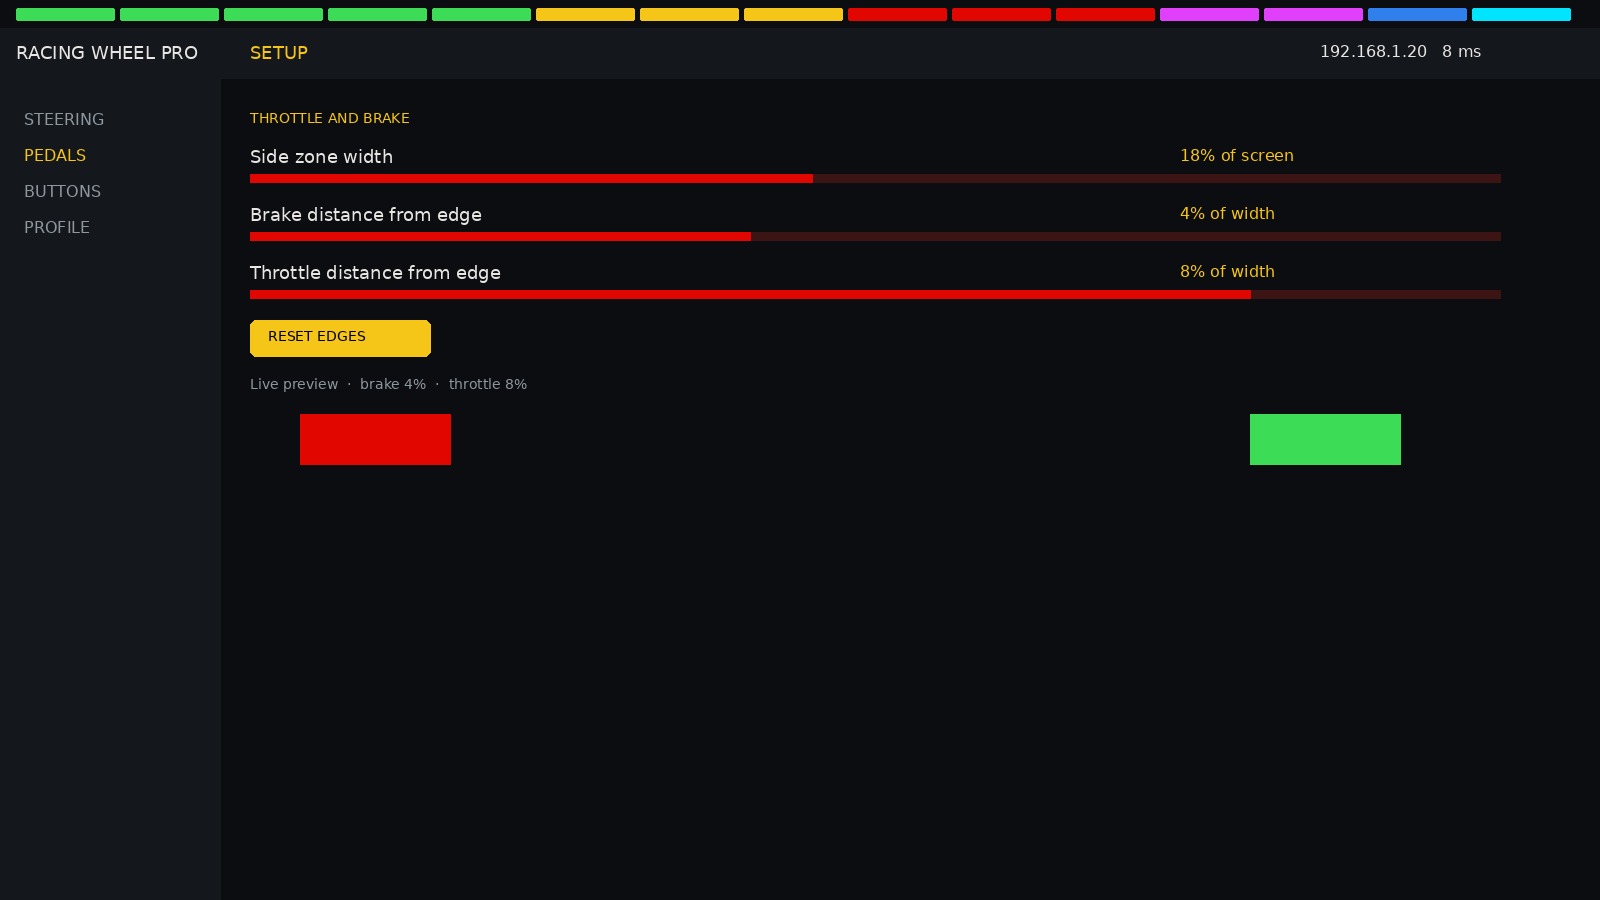 RACING WHEEL PRO
SETUP
192.168.1.20 8 ms
STEERING
PEDALS
BUTTONS
PROFILE
THROTTLE AND BRAKE
Side zone width
18% of screen
Brake distance from edge
4% of width
Throttle distance from edge
8% of width
RESET EDGES
Live preview · brake 4% · throttle 8%